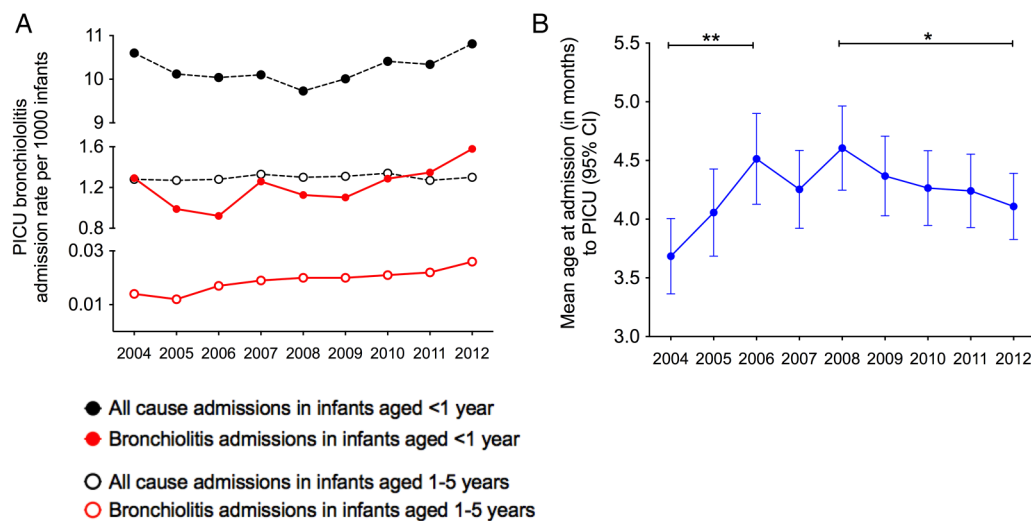 A
PICU bronchiololitis
admission rate per 1000 infants
11
10
9
1.6
1.2
0.8
0.03
0.01
2004 2005 2006 2007 2008 2009 2010 2011 2012
All cause admissions in infants aged <1 year
Bronchiolitis admissions in infants aged <1 year
All cause admissions in infants aged 1-5 years
Bronchiolitis admissions in infants aged 1-5 years
B
Mean age at admission (in months)
to PICU (95% CI)
5.5
5.0
4.5
4.0
3.5
3.0
**
*
2004 2005 2006 2007 2008 2009 2010 2011 2012